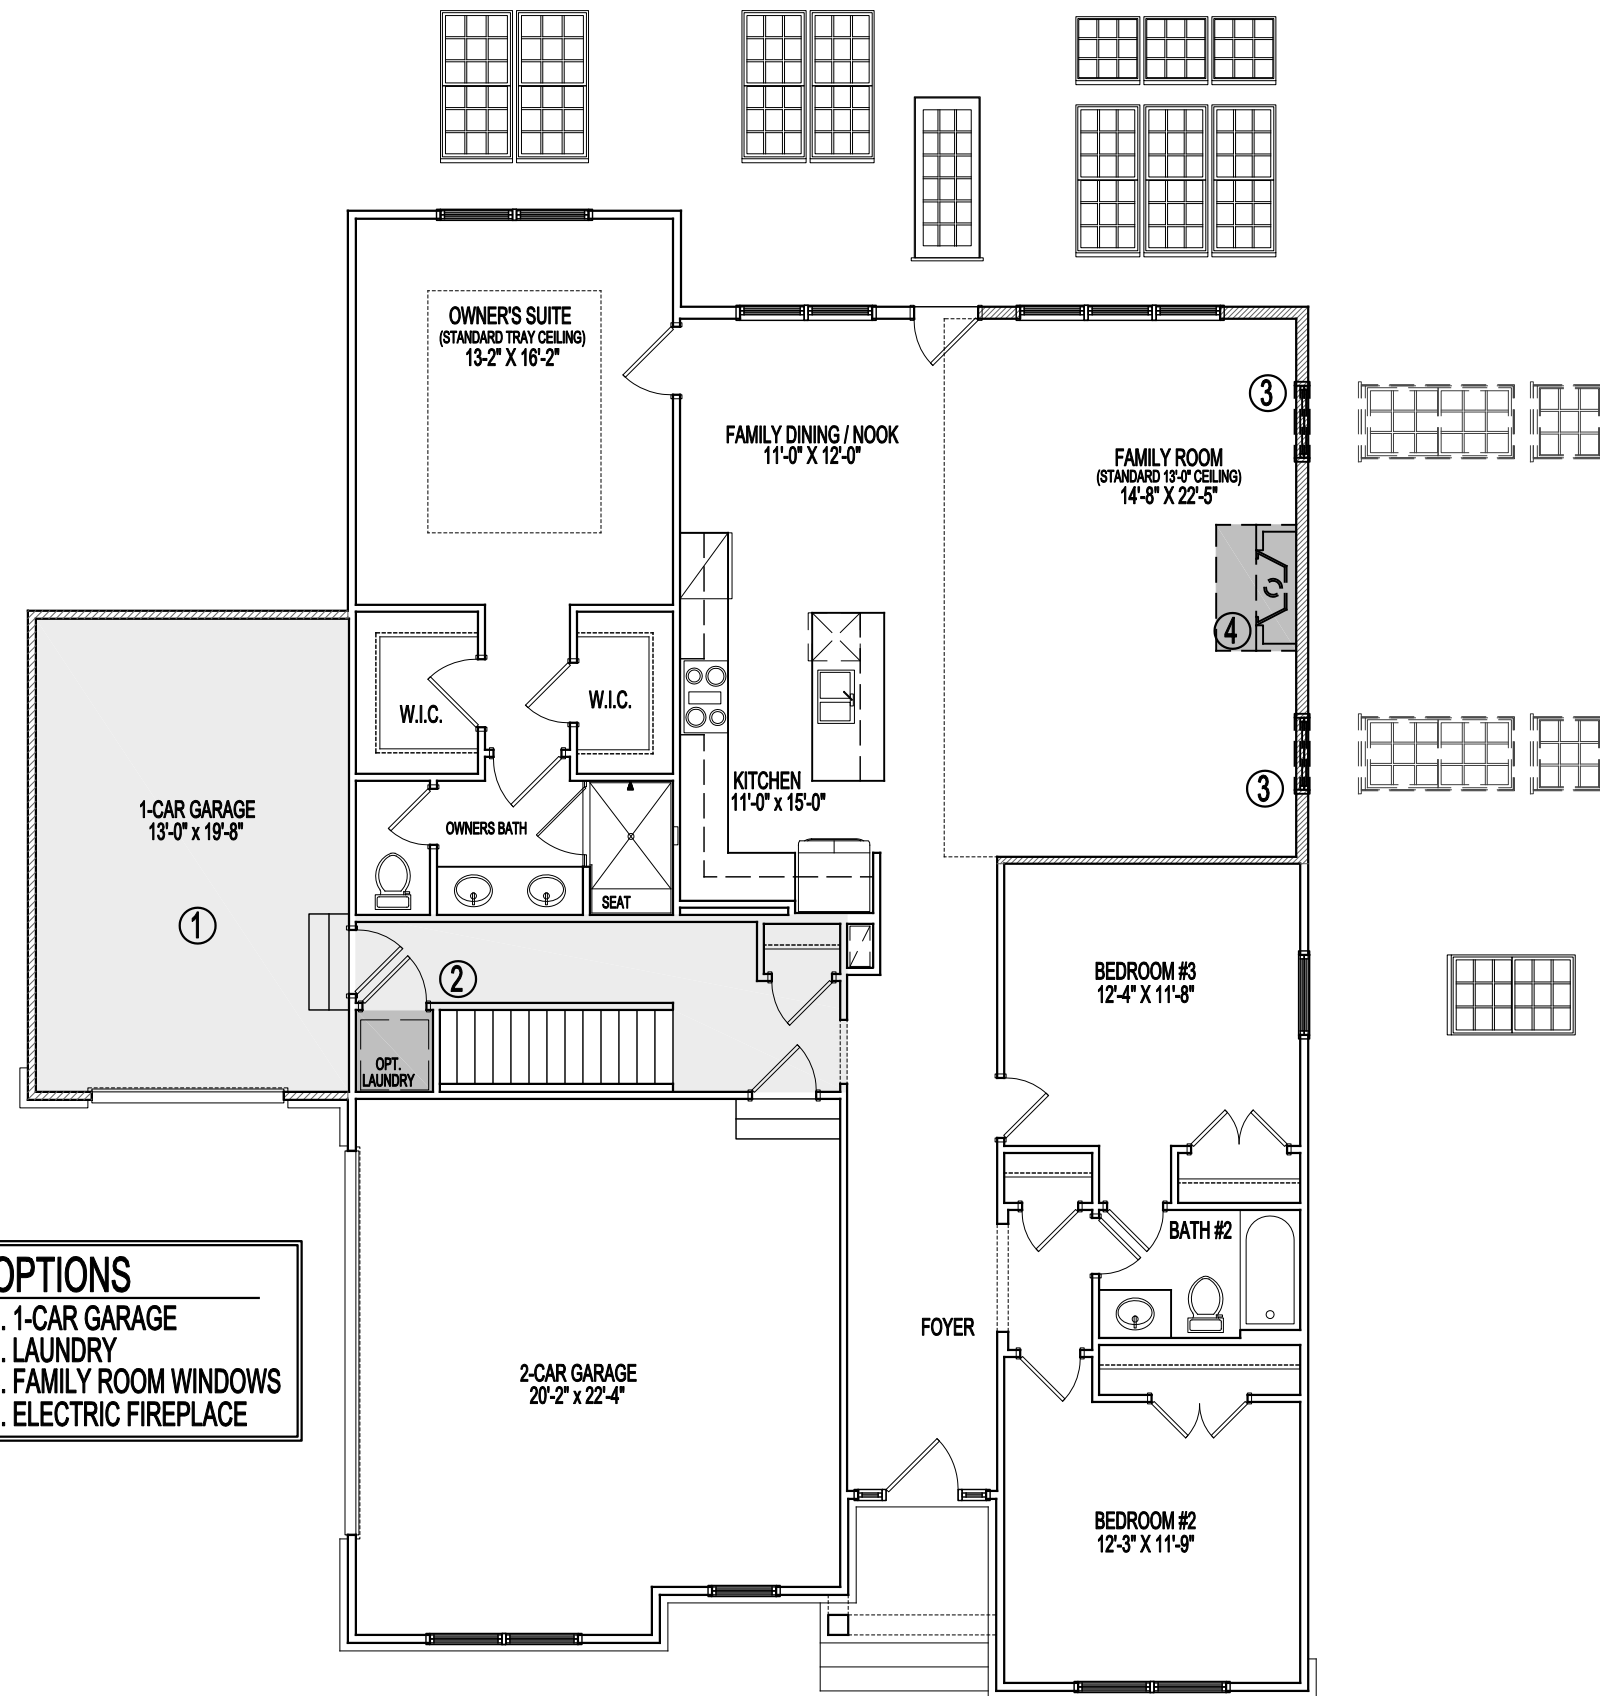 OWNER'S SUITE
(STANDARD TRAY CEILING)
13-2" X 16'-2"
FAMILY DINING / NOOK
11'-0" X 12'-0"
3
FAMILY ROOM
(STANDARD 13'-0" CEILING)
14'-8" X 22'-5"
4
W.I.C.
W.I.C.
KITCHEN
11'-0" x 15'-0"
3
1-CAR GARAGE
13'-0" x 19'-8"
OWNERS BATH
SEAT
1
2
BEDROOM #3
12'-4" X 11'-8"
OPT.
LAUNDRY
BATH #2
OPTIONS
. 1-CAR GARAGE
. LAUNDRY
. FAMILY ROOM WINDOWS
. ELECTRIC FIREPLACE
FOYER
2-CAR GARAGE
20'-2" x 22'-4"
BEDROOM #2
12'-3" X 11'-9"